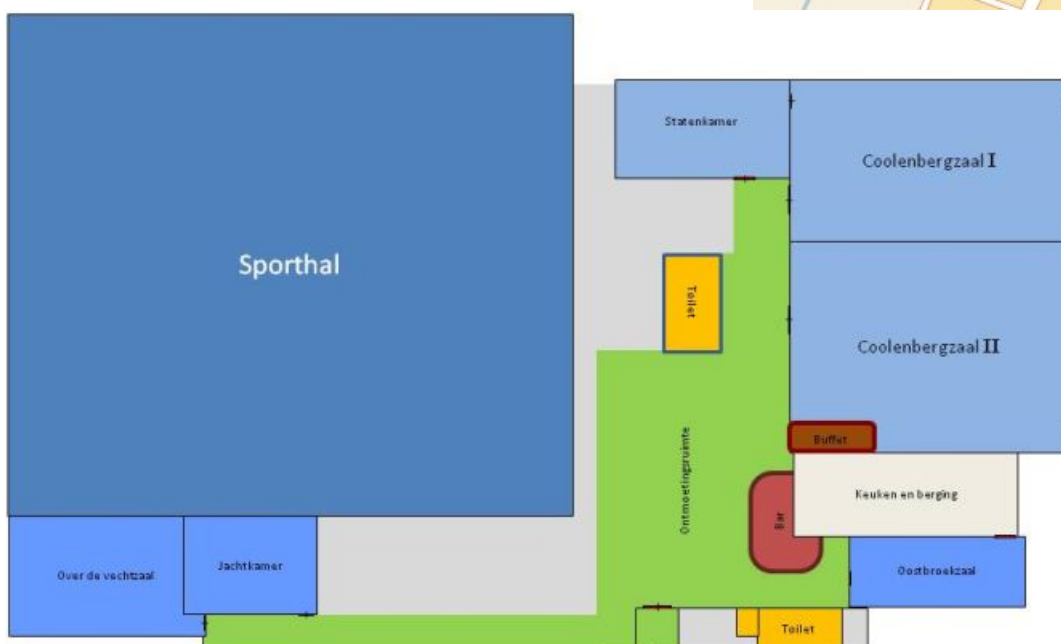 Statenkamer
Coolenbergzaal I
Sporthal
Toilet
Coolenbergzaal II
Buffet
Ontmoetingsruimte
Keuken en berging
Bar
Over de vechtzaal
Jachtkamer
Oostbroekzaal
Toilet